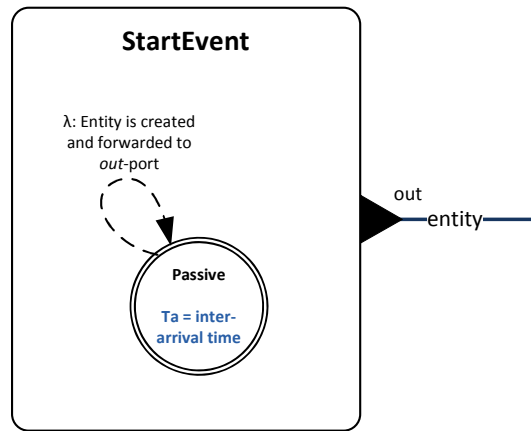 StartEvent
λ: Entity is created
and forwarded to
out-port
out
entity
Passive
Ta = inter-
arrival time